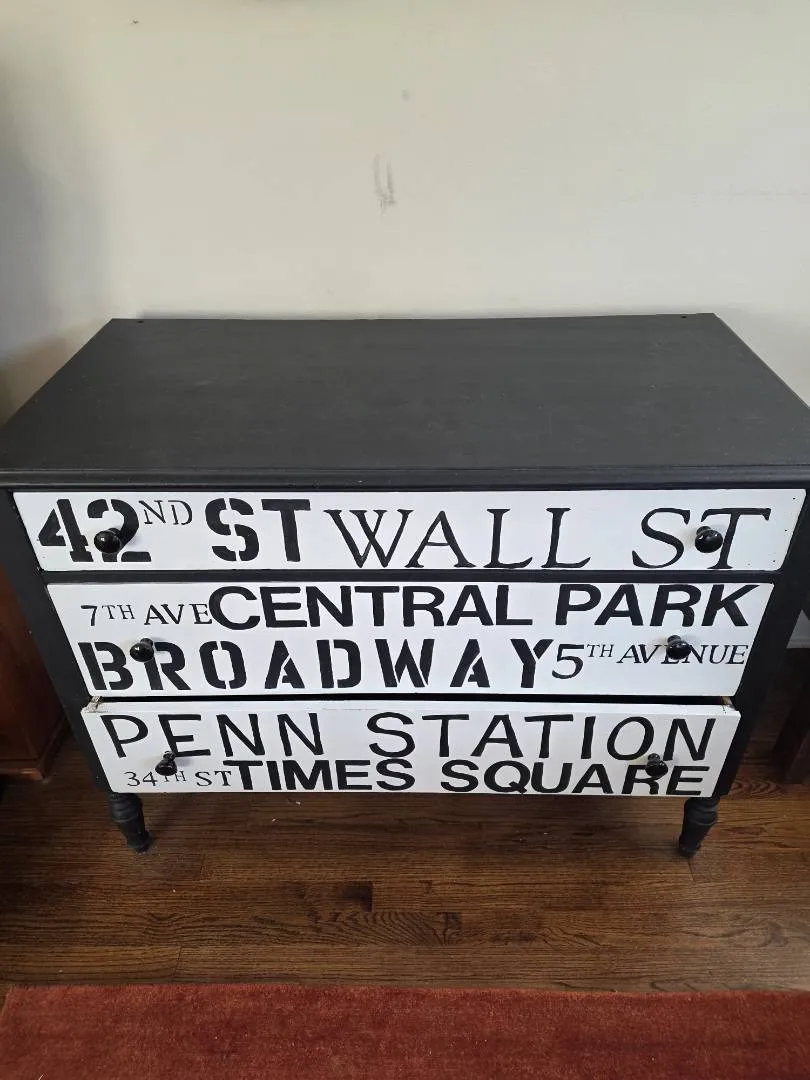 42ND ST WALL ST
7TH AVE CENTRAL PARK
BROADWAY 5TH AVENUE
PENN STATION
34TH ST TIMES SQUARE